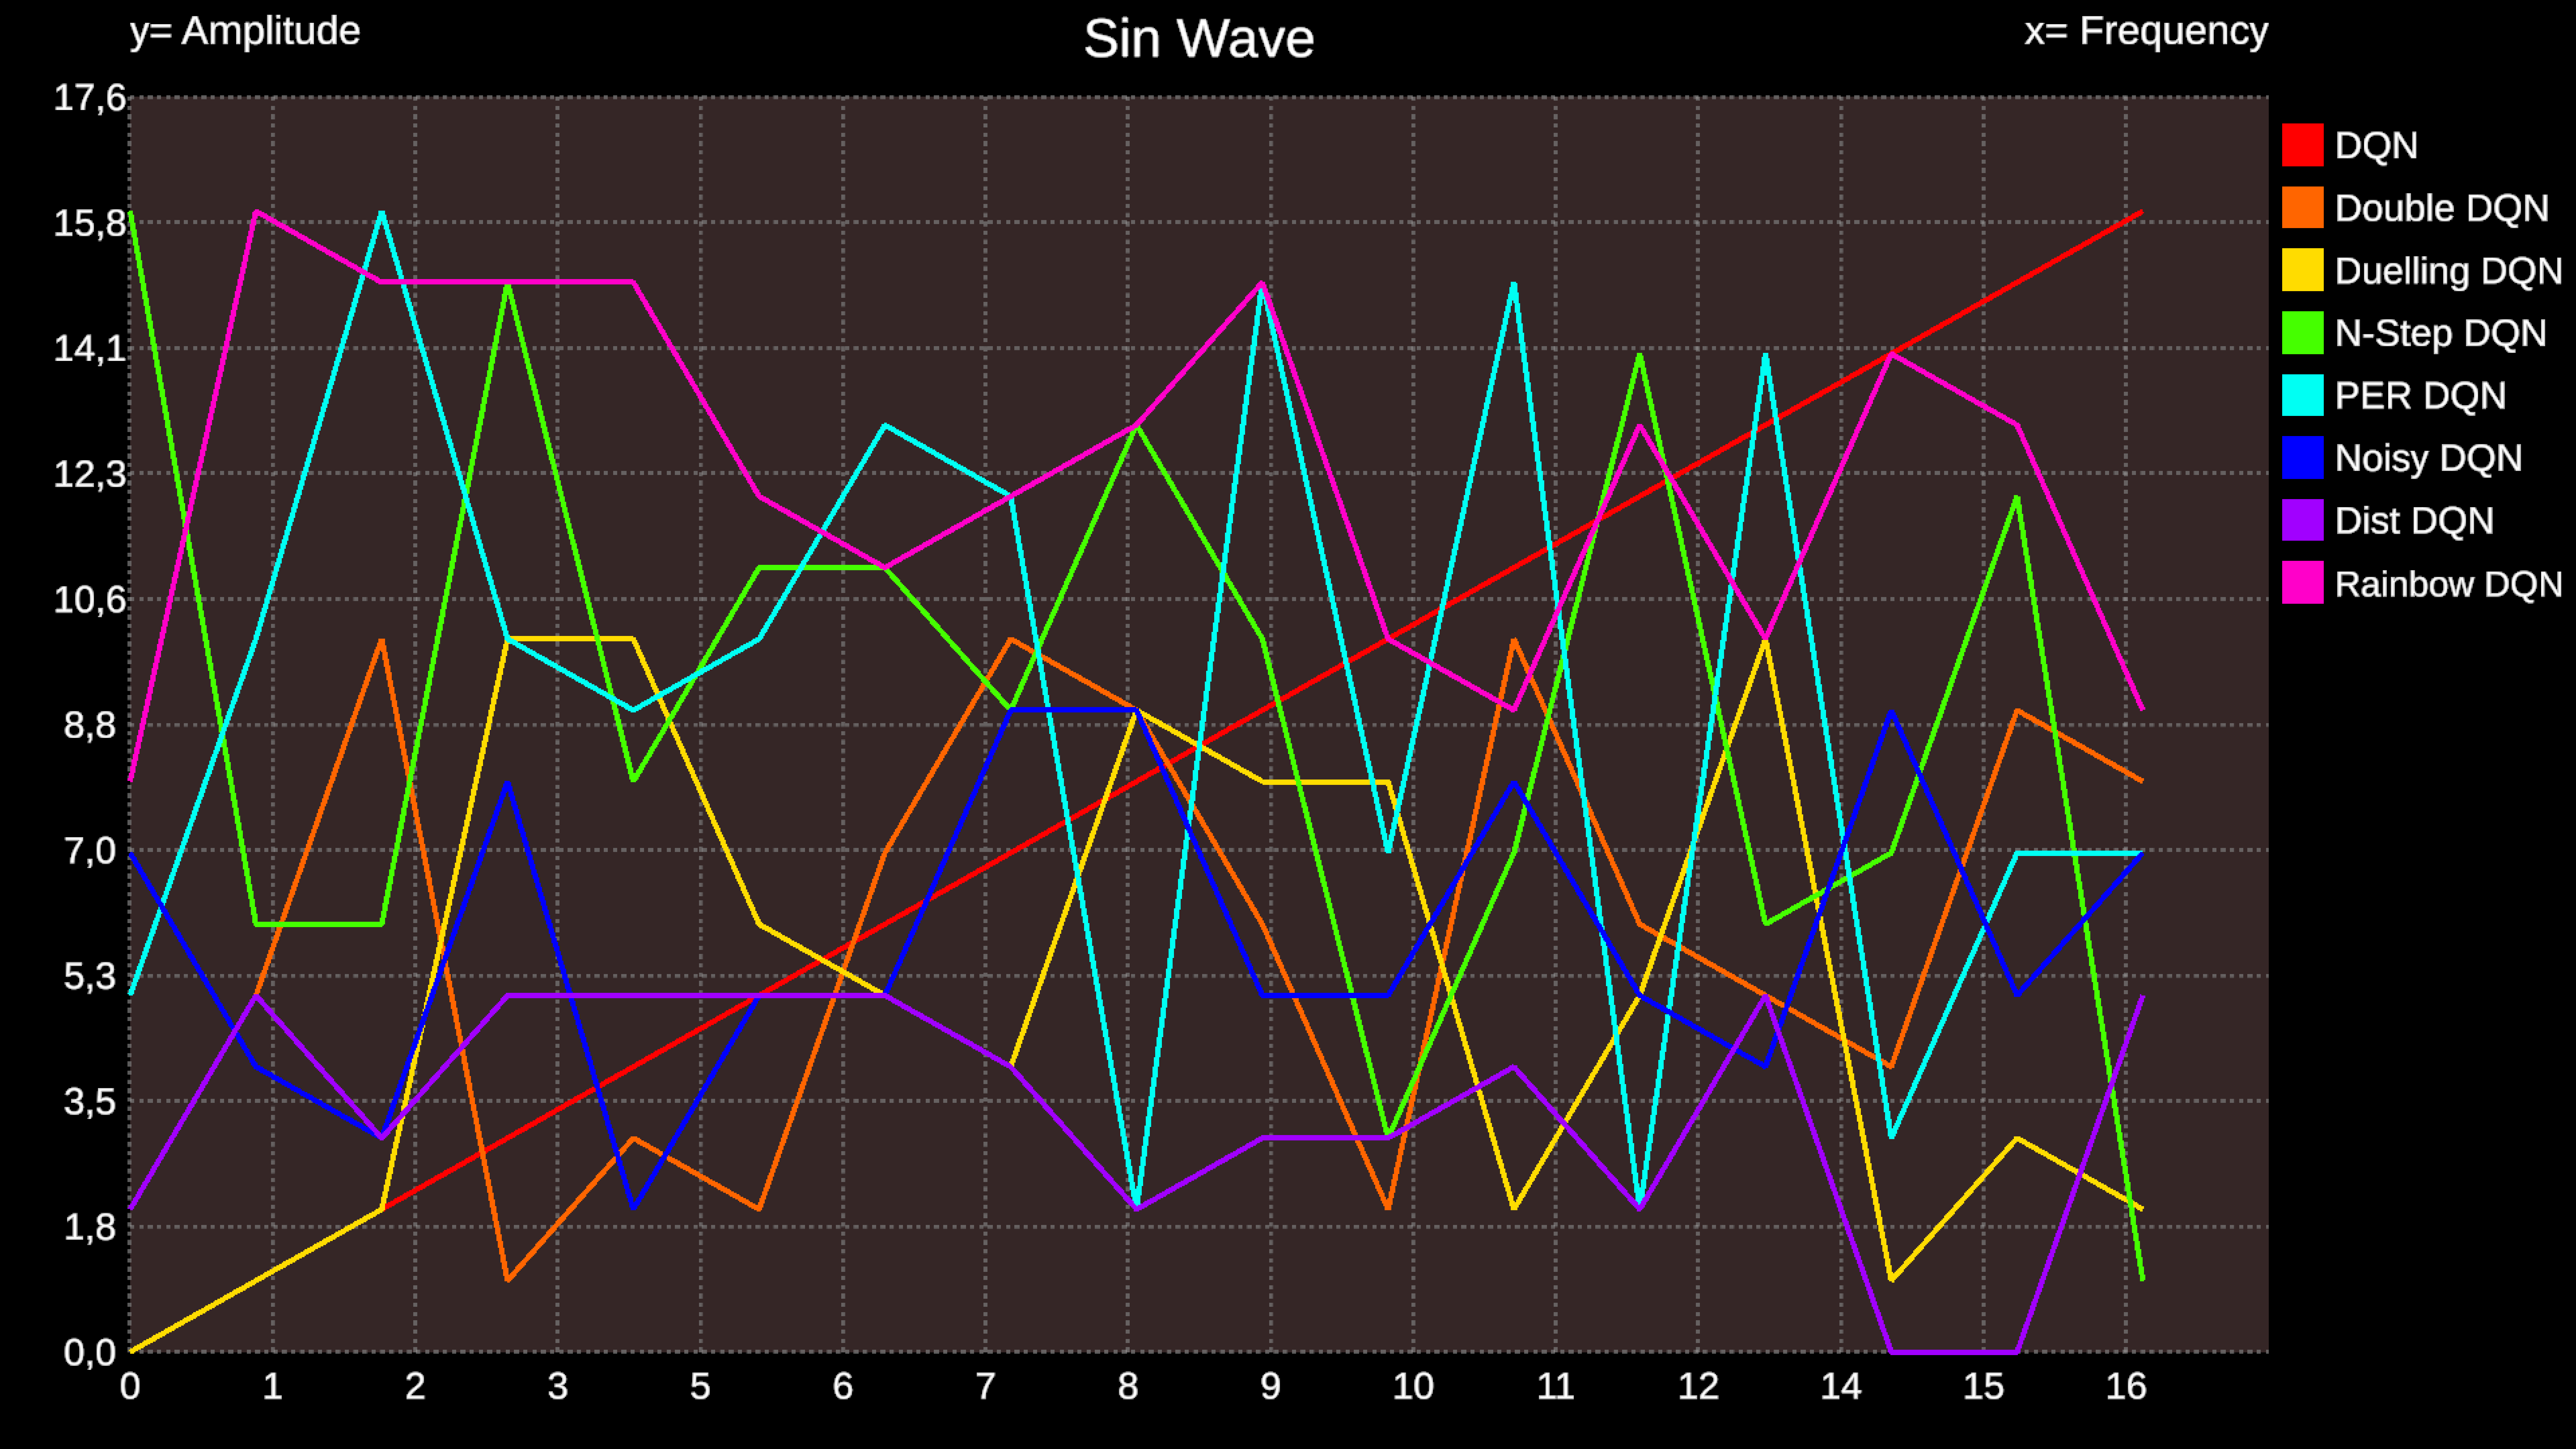 y= Amplitude
Sin Wave
x= Frequency
17,6
15,8
14,1
12,3
10,6
8,8
7,0
5,3
3,5
1,8
0,0
0 1 2 3 5 6 7 8 9 10 11 12 14 15 16
DQN
Double DQN
Duelling DQN
N-Step DQN
PER DQN
Noisy DQN
Dist DQN
Rainbow DQN